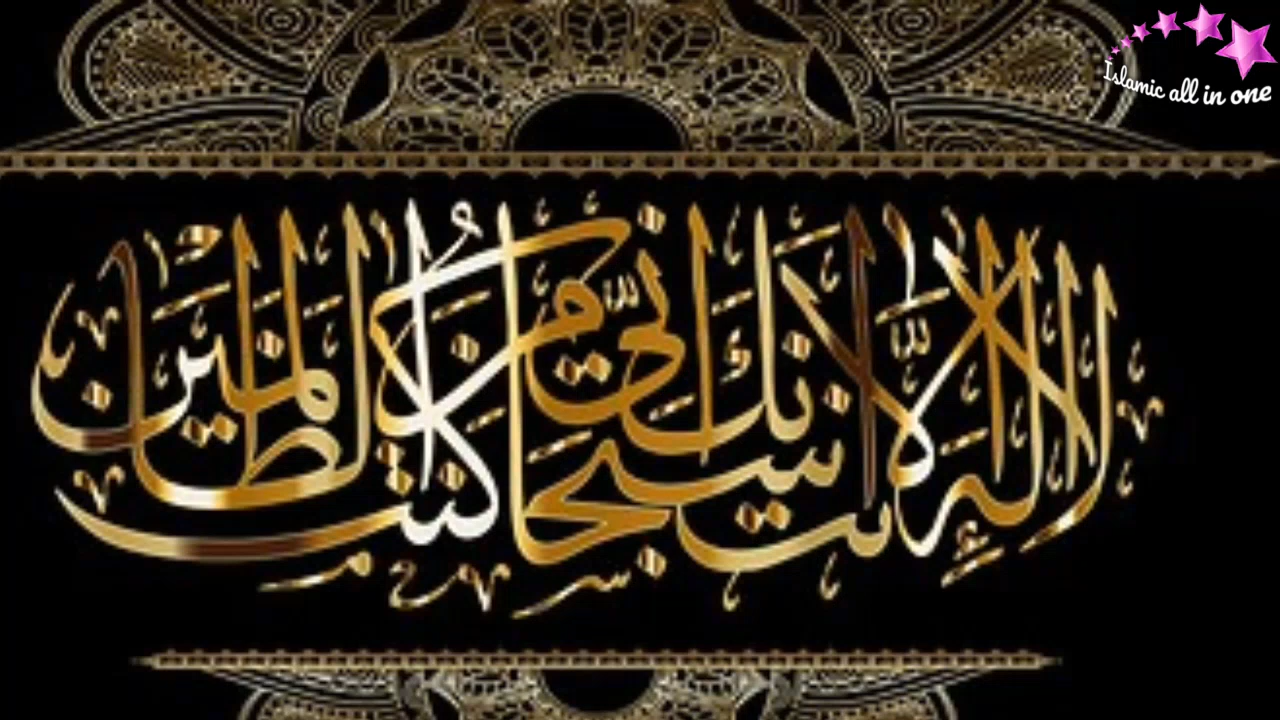 Islamic all in one
لا إله إلا أنت سبحانك إني كنت من الظالمين